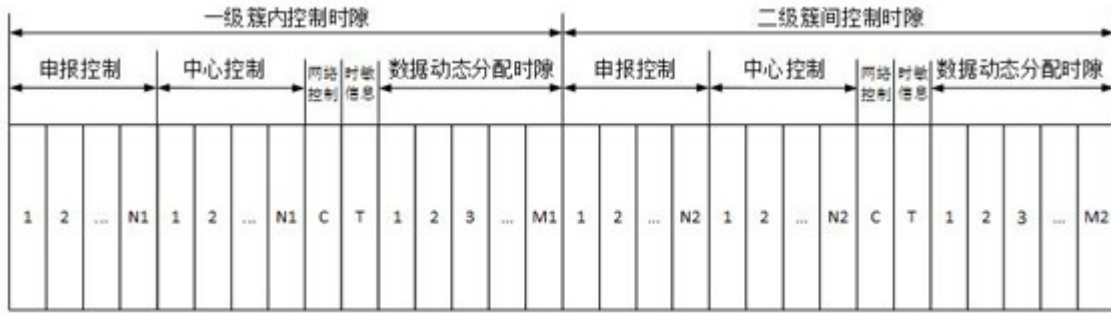 一级簇内控制时隙 二级簇间控制时隙
申报控制 中心控制 网络控制 时敏信息 数据动态分配时隙 申报控制 中心控制 网络控制 时敏信息 数据动态分配时隙
1 2 ... N1 1 2 ... N1 C T 1 2 3 ... M1 1 2 ... N2 1 2 ... N2 C T 1 2 3 ... M2